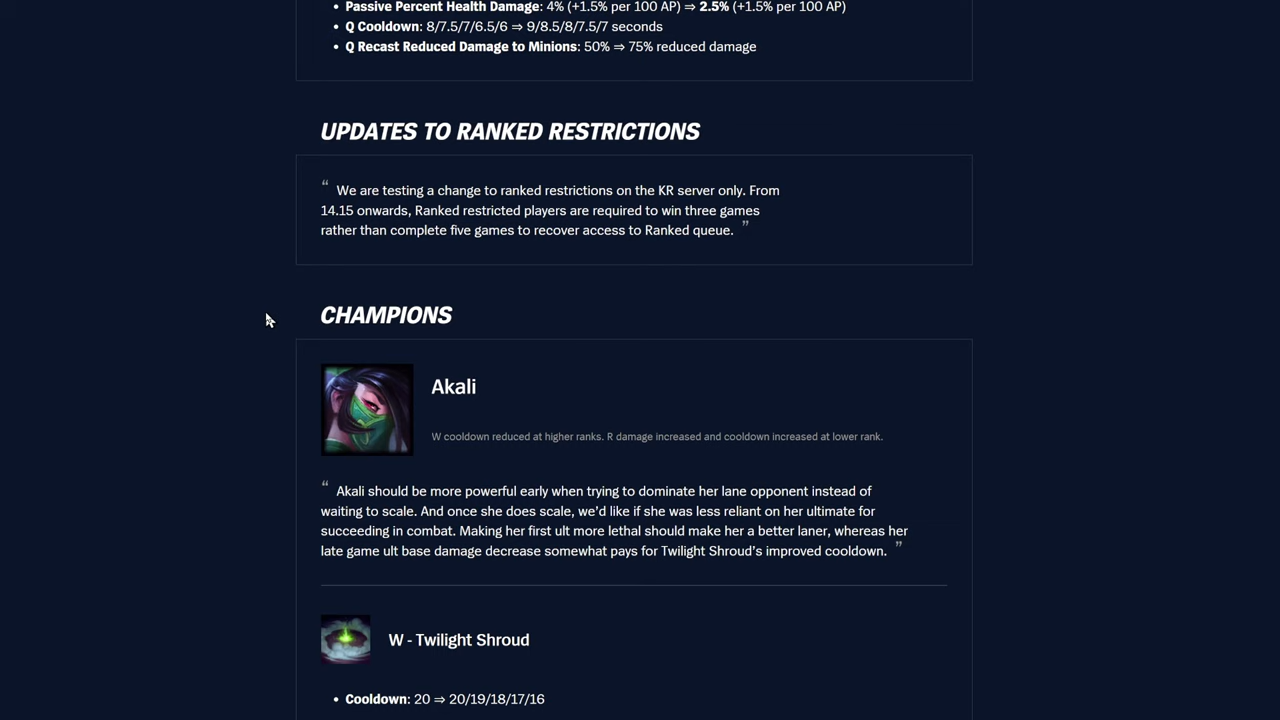 • Passive Percent Health Damage: 4% (+1.5% per 100 AP) ⇒ 2.5% (+1.5% per 100 AP)
• Q Cooldown: 8/7.5/7/6.5/6 ⇒ 9/8.5/8/7.5/7 seconds
• Q Recast Reduced Damage to Minions: 50% ⇒ 75% reduced damage
UPDATES TO RANKED RESTRICTIONS
“ We are testing a change to ranked restrictions on the KR server only. From
14.15 onwards, Ranked restricted players are required to win three games
rather than complete five games to recover access to Ranked queue. ”
CHAMPIONS
Akali
W cooldown reduced at higher ranks. R damage increased and cooldown increased at lower rank.
“ Akali should be more powerful early when trying to dominate her lane opponent instead of
waiting to scale. And once she does scale, we’d like if she was less reliant on her ultimate for
succeeding in combat. Making her first ult more lethal should make her a better laner, whereas her
late game ult base damage decrease somewhat pays for Twilight Shroud’s improved cooldown. ”
W - Twilight Shroud
• Cooldown: 20 ⇒ 20/19/18/17/16